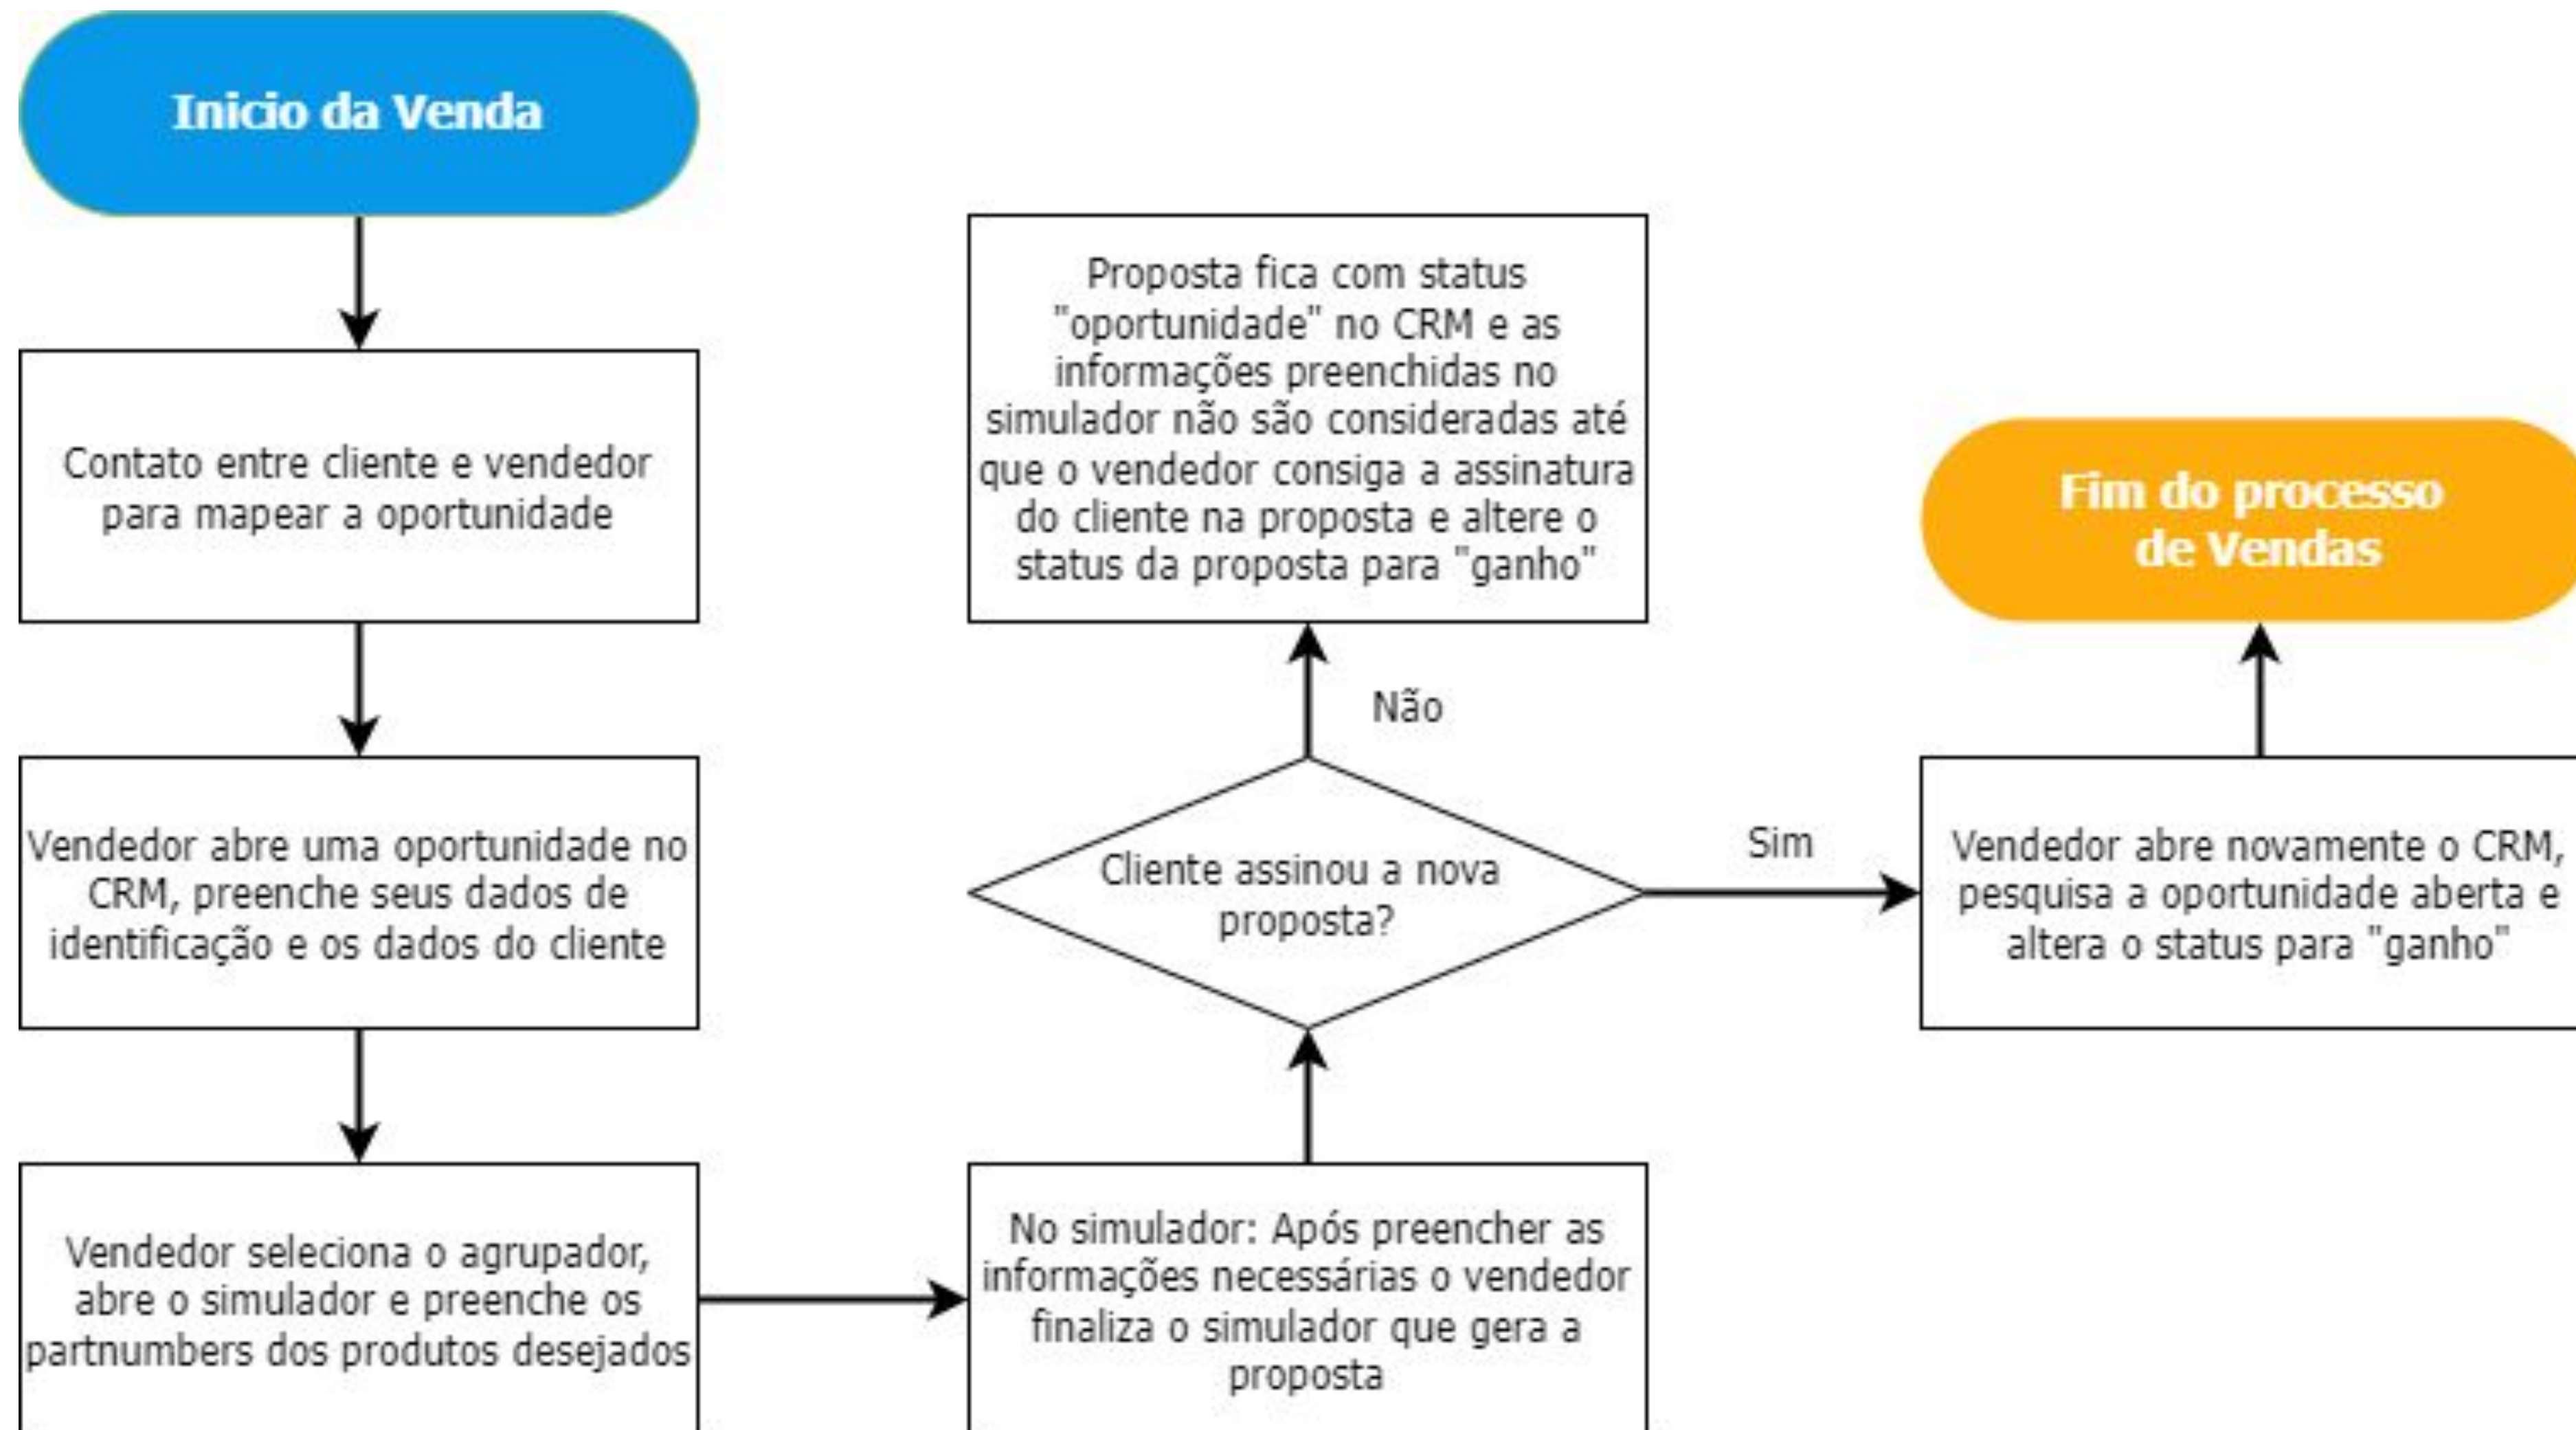 Inicio da Venda
Contato entre cliente e vendedor
para mapear a oportunidade
Vendedor abre uma oportunidade no
CRM, preenche seus dados de
identificação e os dados do cliente
Vendedor seleciona o agrupador,
abre o simulador e preenche os
partnumbers dos produtos desejados
No simulador: Após preencher as
informações necessárias o vendedor
finaliza o simulador que gera a
proposta
Cliente assinou a nova
proposta?
Não
Proposta fica com status
"oportunidade" no CRM e as
informações preenchidas no
simulador não são consideradas até
que o vendedor consiga a assinatura
do cliente na proposta e altere o
status da proposta para "ganho"
Sim
Vendedor abre novamente o CRM,
pesquisa a oportunidade aberta e
altera o status para "ganho"
Fim do processo
de Vendas